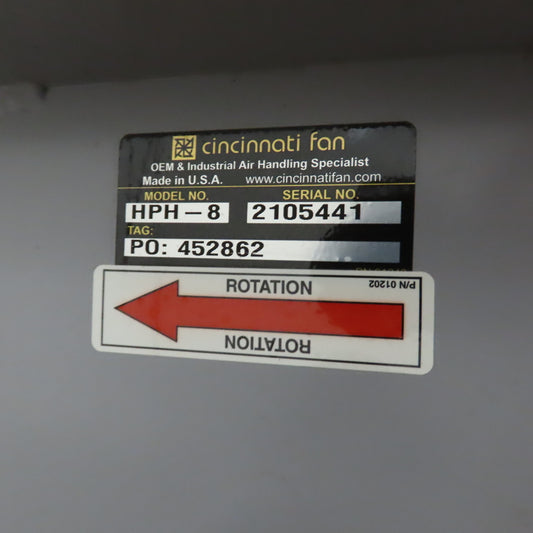 cincinnati fan
OEM & Industrial Air Handling Specialist
Made in U.S.A. www.cincinnatifan.com
MODEL NO. SERIAL NO.
HPH-8 2105441
TAG:
PO: 452862
ROTATION
P/N 01202
ROTATION